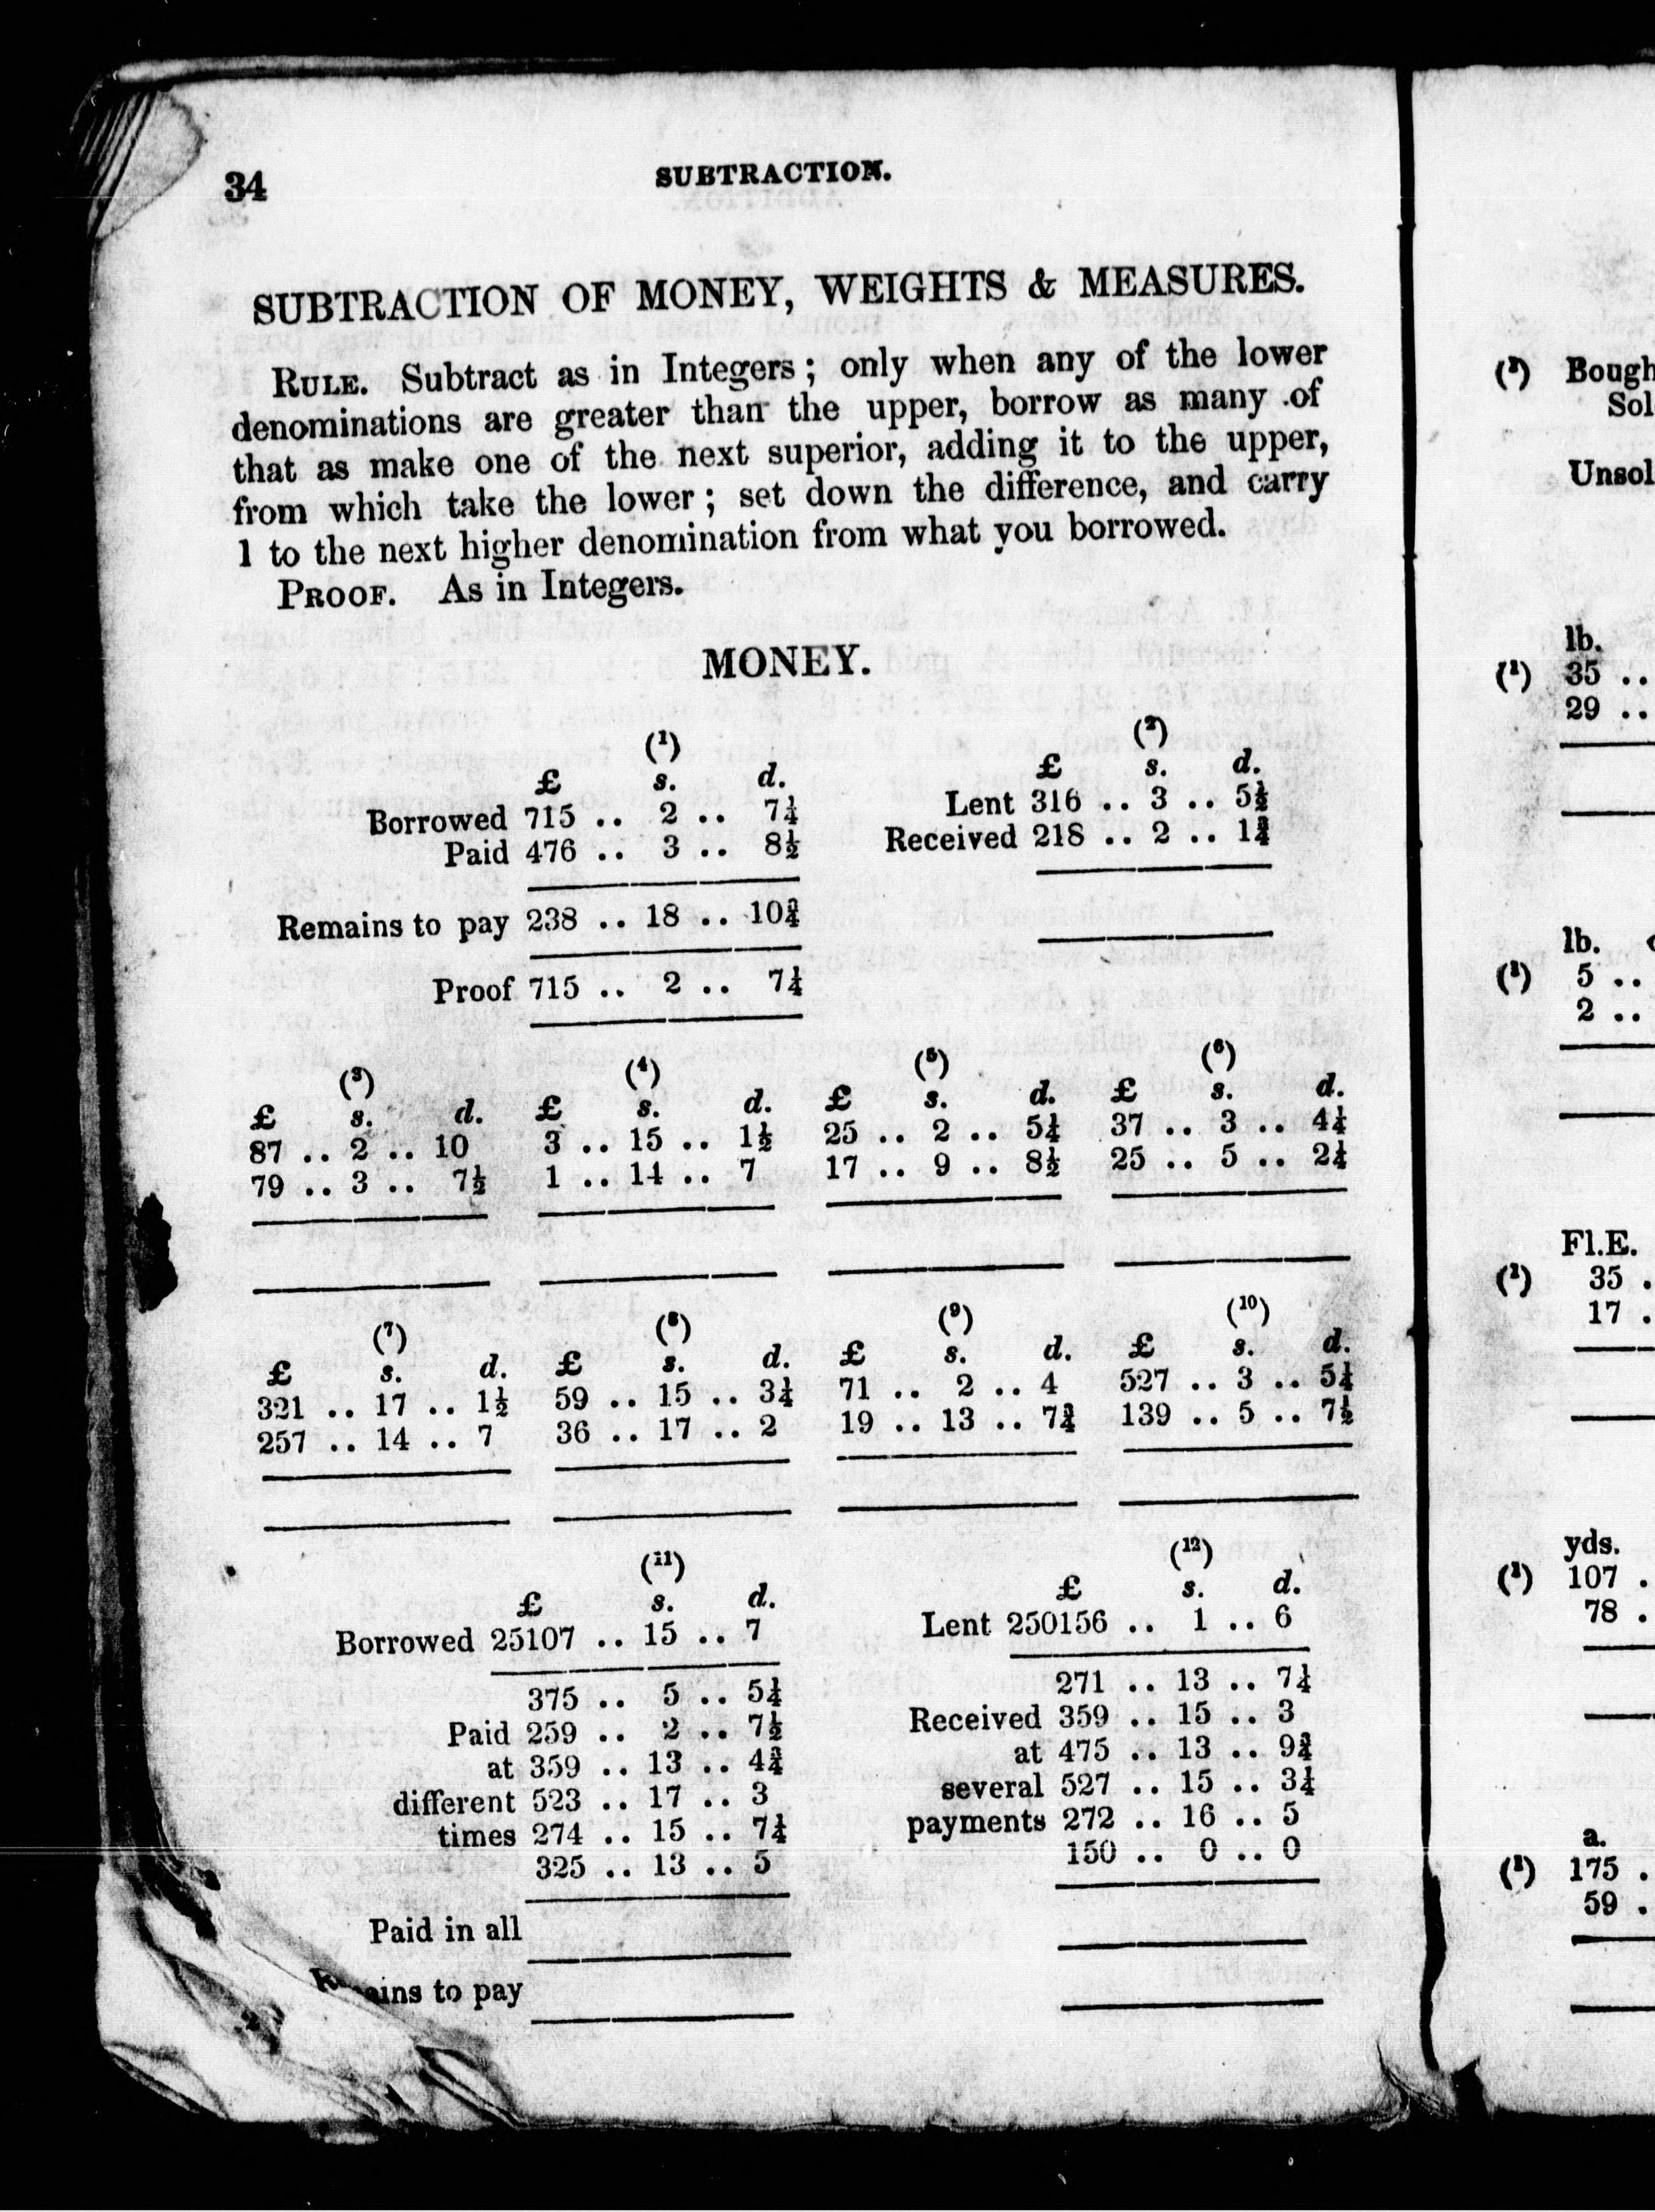 34
SUBTRACTION.
SUBTRACTION OF MONEY, WEIGHTS & MEASURES.
RULE. Subtract as in Integers; only when any of the lower
denominations are greater than the upper, borrow as many of
that as make one of the next superior, adding it to the upper,
from which take the lower; set down the difference, and carry
1 to the next higher denomination from what you borrowed.
PROOF. As in Integers.
MONEY.
(1)
£ s. d.
Borrowed 715 .. 2 .. 7¼
Paid 476 .. 3 .. 8½
Remains to pay 238 .. 18 .. 10¾
Proof 715 .. 2 .. 7¼
(2)
£ s. d.
Lent 316 .. 3 .. 5½
Received 218 .. 2 .. 1¾
(3) (4) (5) (6)
£ s. d. £ s. d. £ s. d. £ s. d.
87 .. 2 .. 10 3 .. 15 .. 1½ 25 .. 2 .. 5¼ 37 .. 3 .. 4¼
79 .. 3 .. 7½ 1 .. 14 .. 7 17 .. 9 .. 8½ 25 .. 5 .. 2¼
(7) (8) (9) (10)
£ s. d. £ s. d. £ s. d. £ s. d.
321 .. 17 .. 1½ 59 .. 15 .. 3¼ 71 .. 2 .. 4 527 .. 3 .. 5¼
257 .. 14 .. 7 36 .. 17 .. 2 19 .. 13 .. 7¾ 139 .. 5 .. 7½
(11)
£ s. d.
Borrowed 25107 .. 15 .. 7
375 .. 5 .. 5¼
Paid 259 .. 2 .. 7½
at 359 .. 13 .. 4¾
different 523 .. 17 .. 3
times 274 .. 15 .. 7¼
325 .. 13 .. 5
Paid in all
ains to pay
(12)
£ s. d.
Lent 250156 .. 1 .. 6
271 .. 13 .. 7¼
Received 359 .. 15 .. 3
at 475 .. 13 .. 9¾
several 527 .. 15 .. 3¼
payments 272 .. 16 .. 5
150 .. 0 .. 0
Bough
Sol
Unsol
lb.
(1) 35 ..
29 ..
lb.
5 ..
2 ..
Fl.E.
35 .
17 .
yds.
107 .
78 .
a.
175 .
59 .